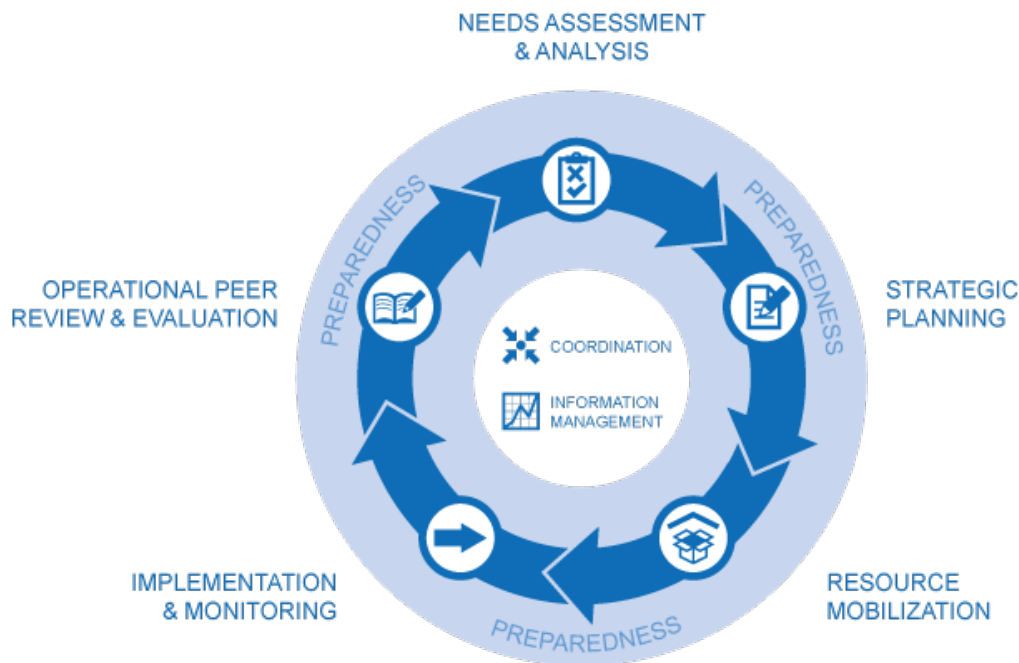 NEEDS ASSESSMENT
& ANALYSIS
PREPAREDNESS
PREPAREDNESS
OPERATIONAL PEER
REVIEW & EVALUATION
STRATEGIC
PLANNING
COORDINATION
INFORMATION
MANAGEMENT
IMPLEMENTATION
& MONITORING
RESOURCE
MOBILIZATION
PREPAREDNESS